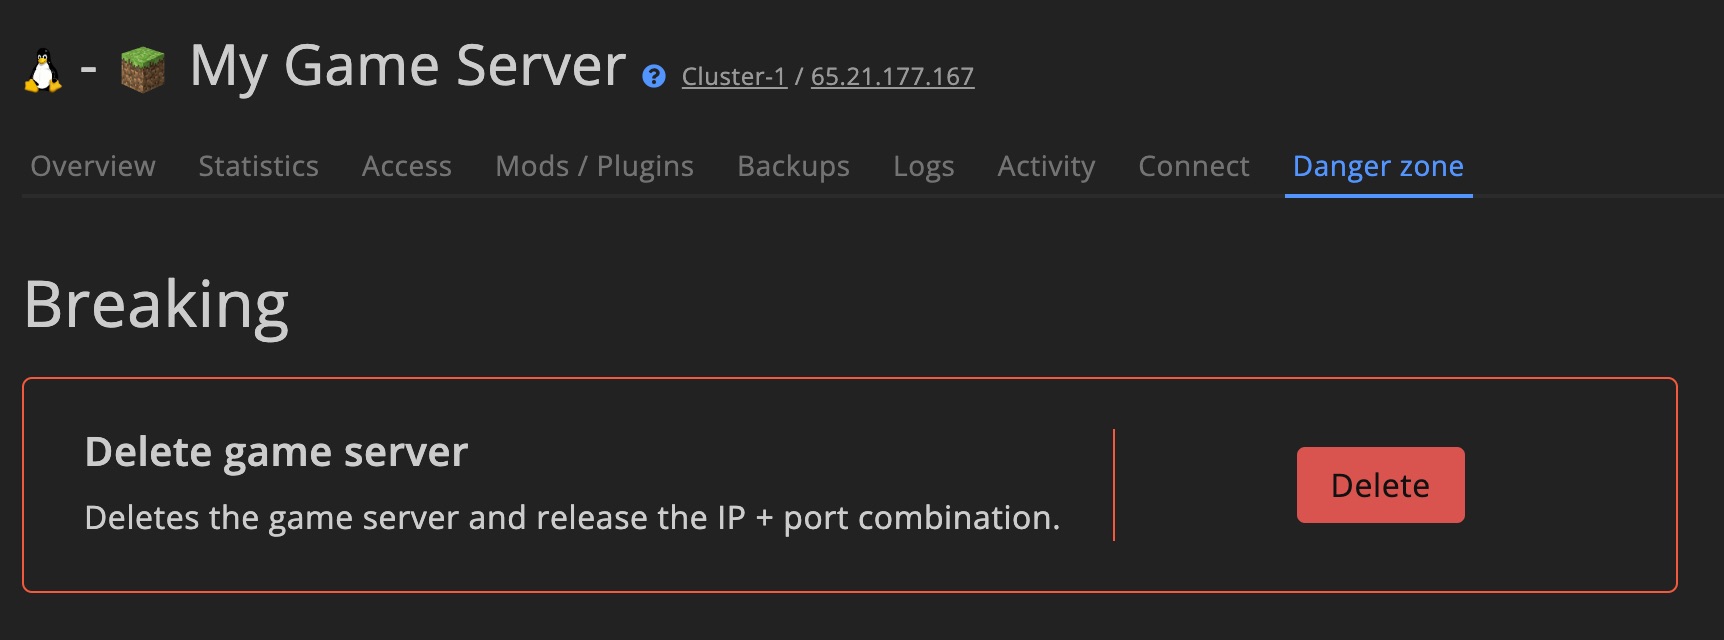 - My Game Server ? Cluster-1 / 65.21.177.167
Overview Statistics Access Mods / Plugins Backups Logs Activity Connect Danger zone
Breaking
Delete game server
Deletes the game server and release the IP + port combination.
Delete